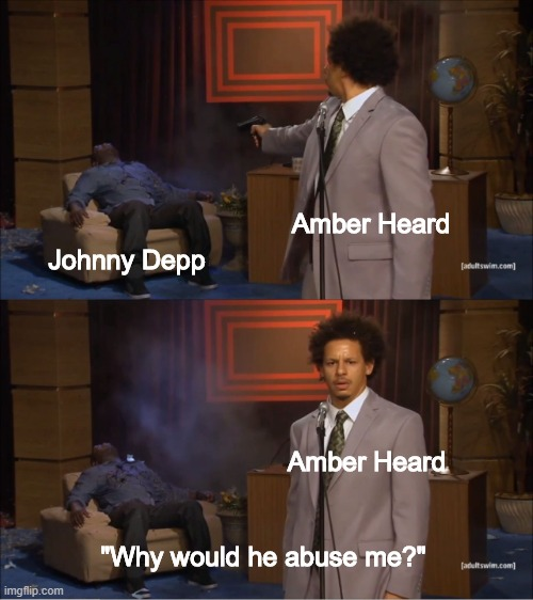 Amber Heard
Johnny Depp
[adultswim.com]
Amber Heard
"Why would he abuse me?"
[adultswim.com]
imgflip.com